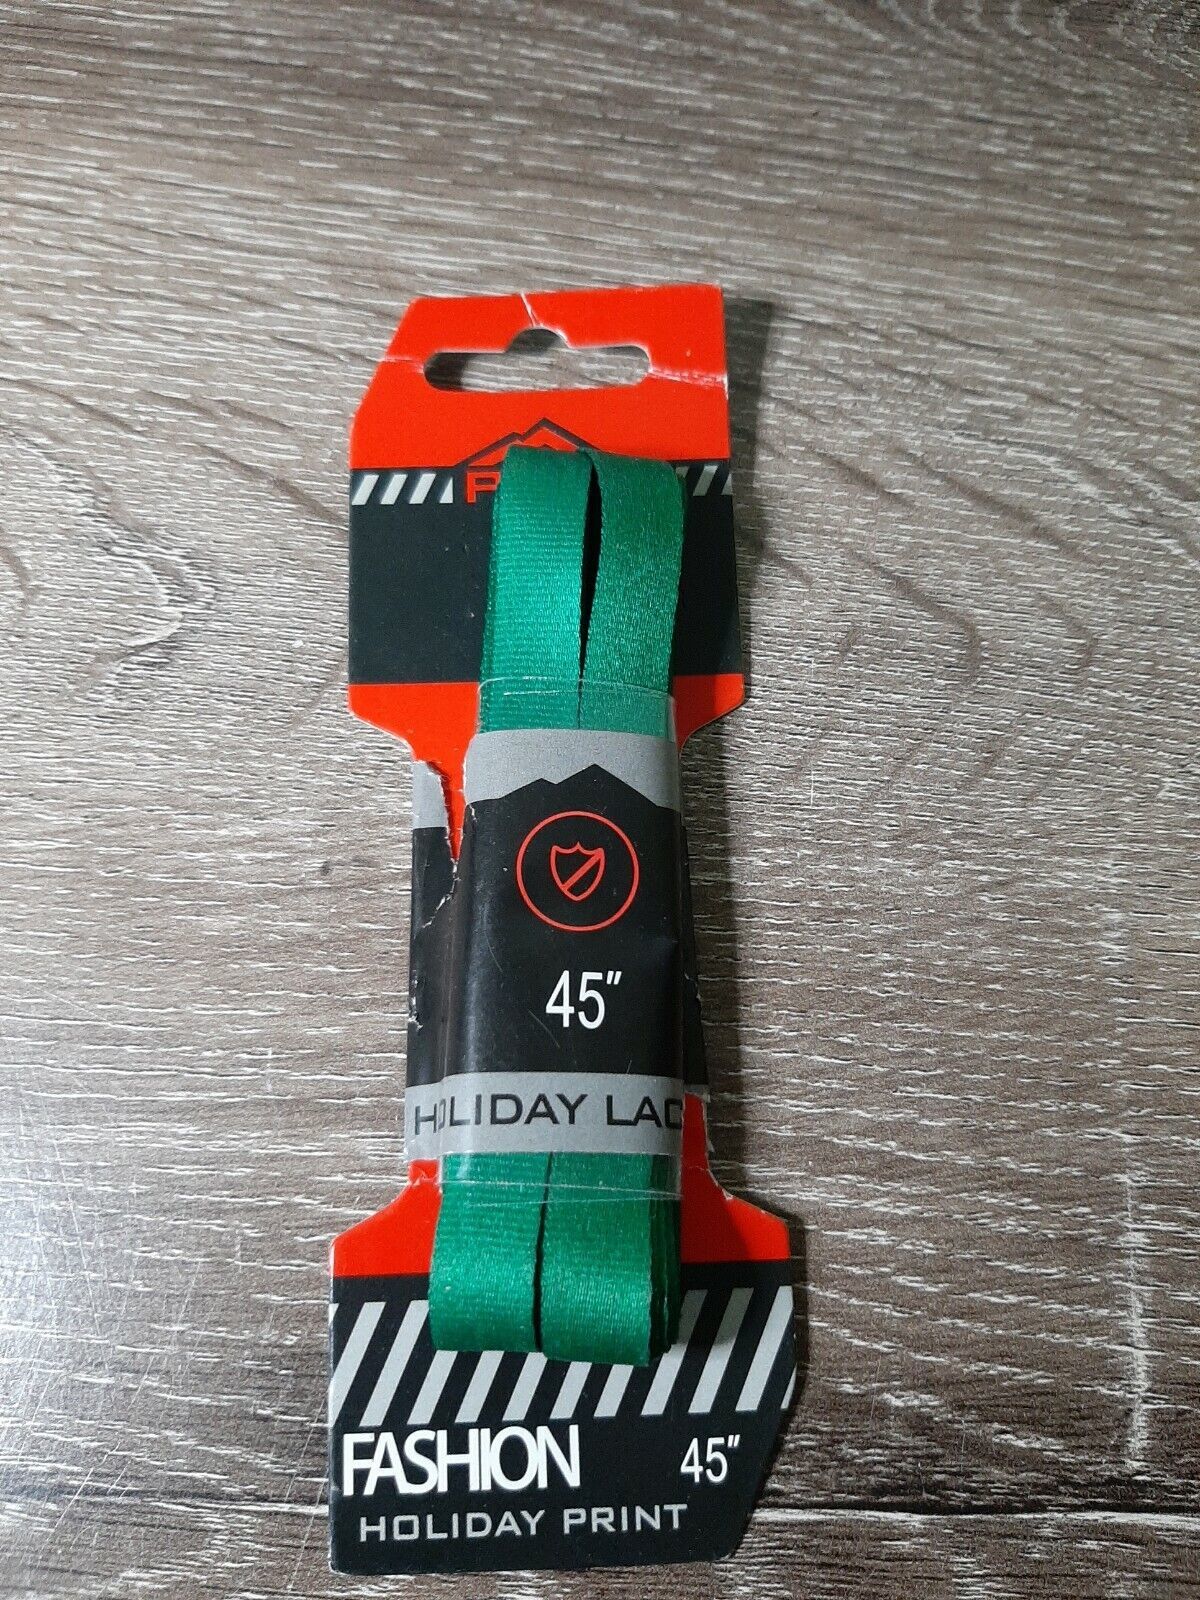 45"
HOLIDAY LAC
FASHION 45"
HOLIDAY PRINT